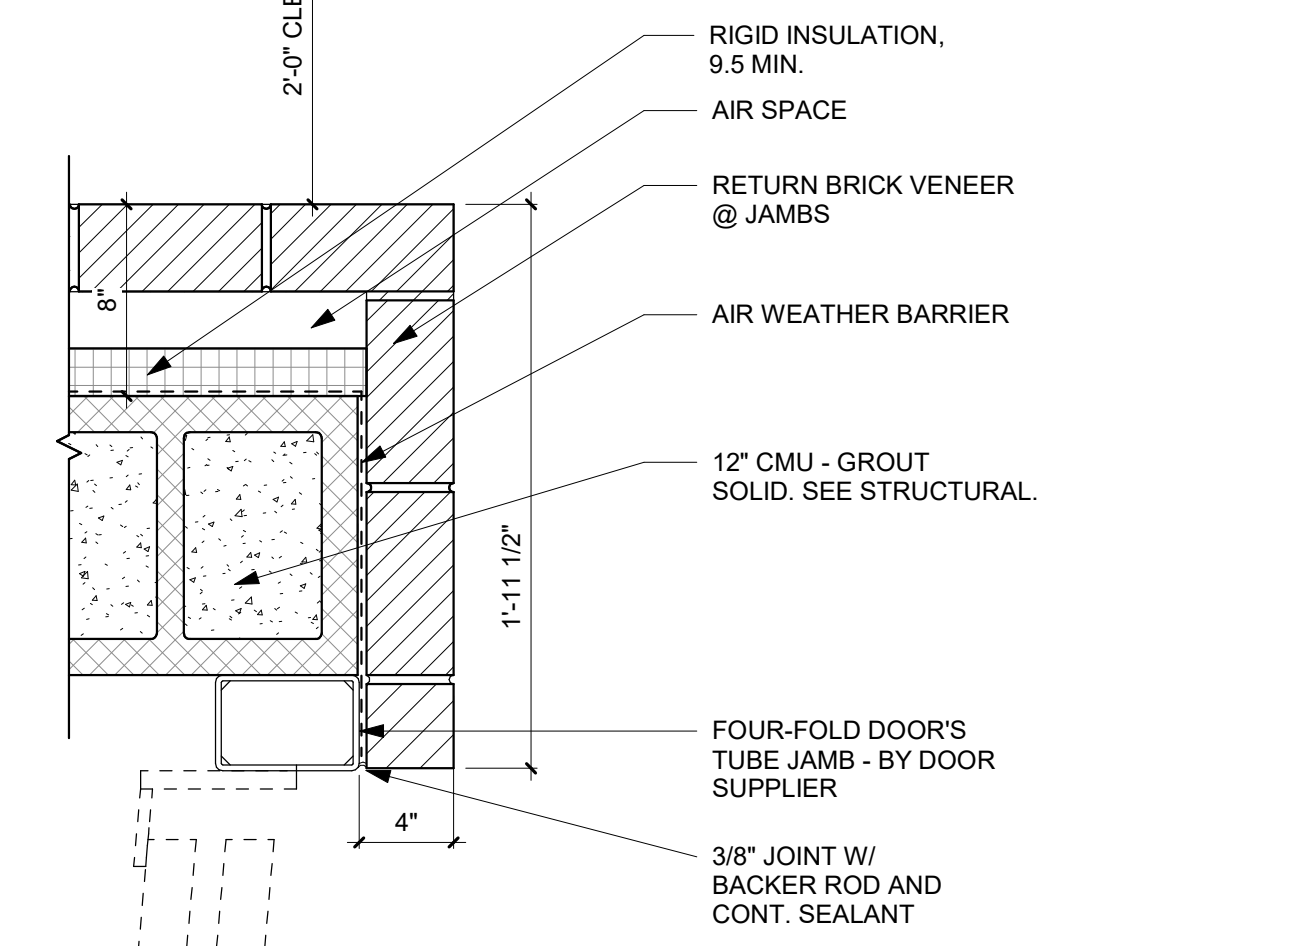 2'-0" CLE
RIGID INSULATION,
9.5 MIN.
AIR SPACE
RETURN BRICK VENEER
@ JAMBS
8"
AIR WEATHER BARRIER
12" CMU - GROUT
SOLID. SEE STRUCTURAL.
1'-11 1/2"
FOUR-FOLD DOOR'S
TUBE JAMB - BY DOOR
SUPPLIER
4"
3/8" JOINT W/
BACKER ROD AND
CONT. SEALANT